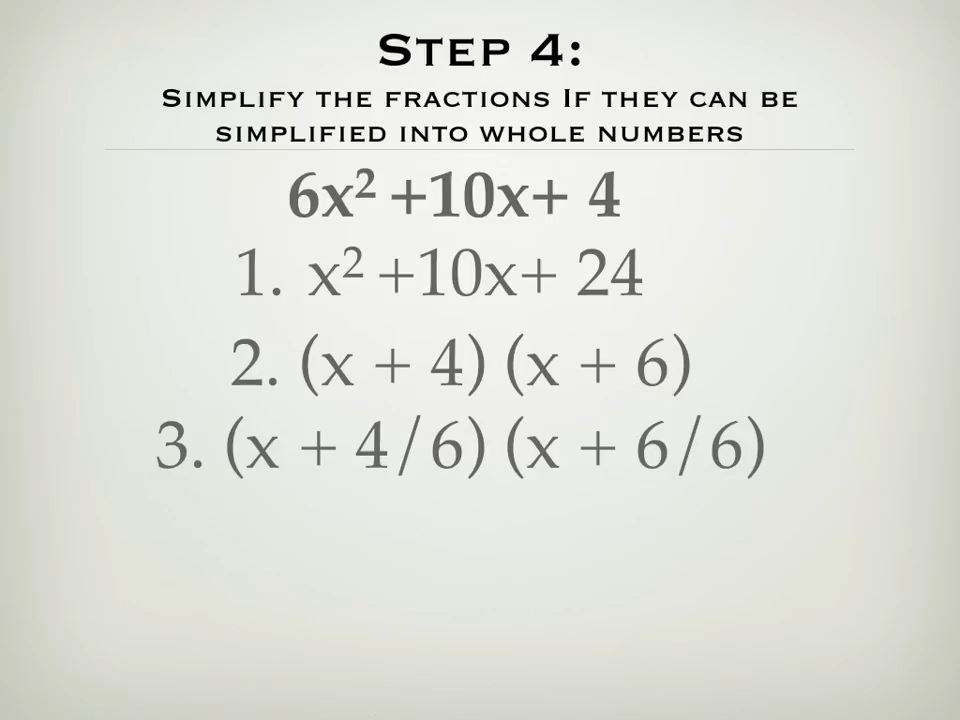 Step 4:
Simplify the fractions If they can be
simplified into whole numbers
6x² +10x+ 4
1. x² +10x+ 24
2. (x + 4) (x + 6)
3. (x + 4/6) (x + 6/6)